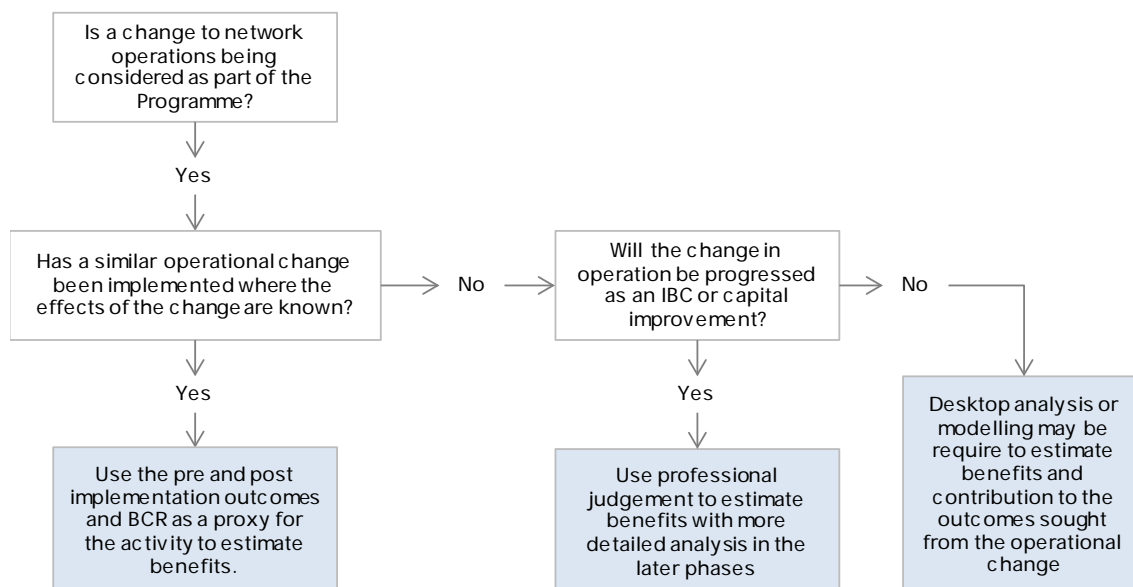 Is a change to network
operations being
considered as part of the
Programme?
Yes
Has a similar operational change
been implemented where the
effects of the change are known?
No
Will the change in
operation be progressed
as an IBC or capital
improvement?
No
Yes
Yes
Use the pre and post
implementation outcomes
and BCR as a proxy for
the activity to estimate
benefits.
Use professional
judgement to estimate
benefits with more
detailed analysis in the
later phases
Desktop analysis or
modelling may be
require to estimate
benefits and
contribution to the
outcomes sought
from the operational
change